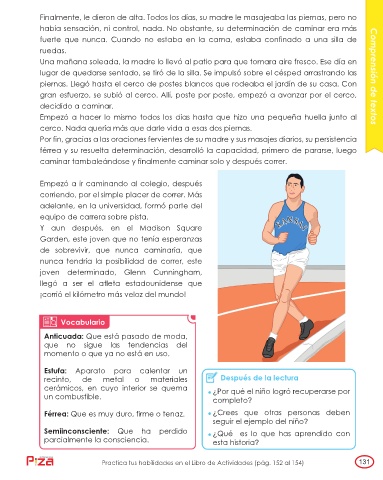 Finalmente, le dieron de alta. Todos los días, su madre le masajeaba las piernas, pero no
había sensación, ni control, nada. No obstante, su determinación de caminar era más
fuerte que nunca. Cuando no estaba en la cama, estaba confinado a una silla de
ruedas.
Una mañana soleada, la madre lo llevó al patio para que tomara aire fresco. Ese día en
lugar de quedarse sentado, se tiró de la silla. Se impulsó sobre el césped arrastrando las
piernas. Llegó hasta el cerco de postes blancos que rodeaba el jardín de su casa. Con
gran esfuerzo, se subió al cerco. Allí, poste por poste, empezó a avanzar por el cerco,
decidido a caminar.
Empezó a hacer lo mismo todos los días hasta que hizo una pequeña huella junto al
cerco. Nada quería más que darle vida a esas dos piernas.
Por fin, gracias a las oraciones fervientes de su madre y sus masajes diarios, su persistencia
férrea y su resuelta determinación, desarrolló la capacidad, primero de pararse, luego
caminar tambaleándose y finalmente caminar solo y después correr.
Empezó a ir caminando al colegio, después
corriendo, por el simple placer de correr. Más
adelante, en la universidad, formó parte del
equipo de carrera sobre pista.
Y aun después, en el Madison Square
Garden, este joven que no tenía esperanzas
de sobrevivir, que nunca caminaría, que
nunca tendría la posibilidad de correr, este
joven determinado, Glenn Cunningham,
llegó a ser el atleta estadounidense que
¡corrió el kilómetro más veloz del mundo!
KANSAS
Vocabulario
Anticuada: Que está pasado de moda,
que no sigue las tendencias del
momento o que ya no está en uso.
Estufa: Aparato para calentar un
recinto, de metal o materiales
cerámicos, en cuyo interior se quema
un combustible.
Férrea: Que es muy duro, firme o tenaz.
Semiinconsciente: Que ha perdido
parcialmente la consciencia.
Después de la lectura
¿Por qué el niño logró recuperarse por
completo?
¿Crees que otras personas deben
seguir el ejemplo del niño?
¿Qué es lo que has aprendido con
esta historia?
Comprensión de textos
Pza
Practica tus habilidades en el Libro de Actividades (pág. 152 al 154)
131